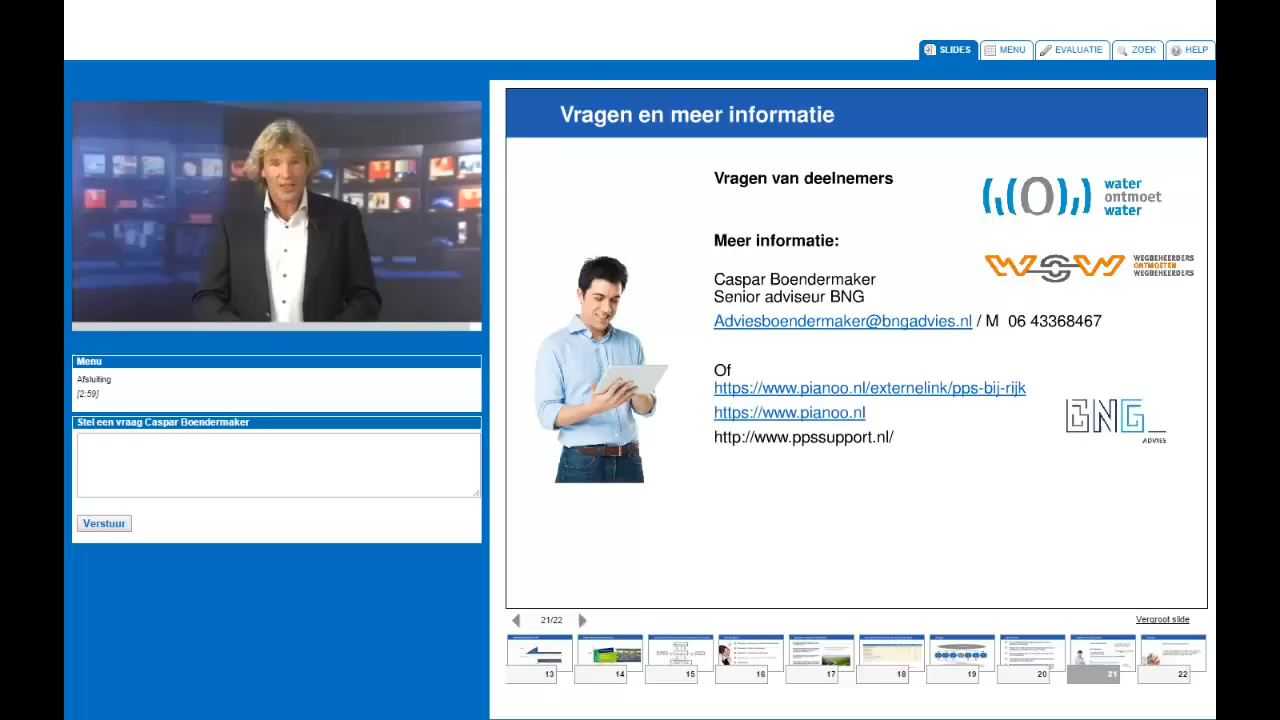 SLIDES
MENU
EVALUATIE
ZOEK
HELP
Menu
Afsluiting
[2:59]
Stel een vraag Caspar Boendermaker
Verstuur
Vragen en meer informatie
Vragen van deelnemers
water
ontmoet
water
Meer informatie:
WEGBEHEERDERS
ONTMOETEN
WEGBEHEERDERS
Caspar Boendermaker
Senior adviseur BNG
Adviesboendermaker@bngadvies.nl / M 06 43368467
Of
https://www.pianoo.nl/externelink/pps-bij-rijk
https://www.pianoo.nl
http://www.ppssupport.nl/
BNG_
ADVIES
21/22
Vergroot slide
13
14
15
16
17
18
19
20
21
22